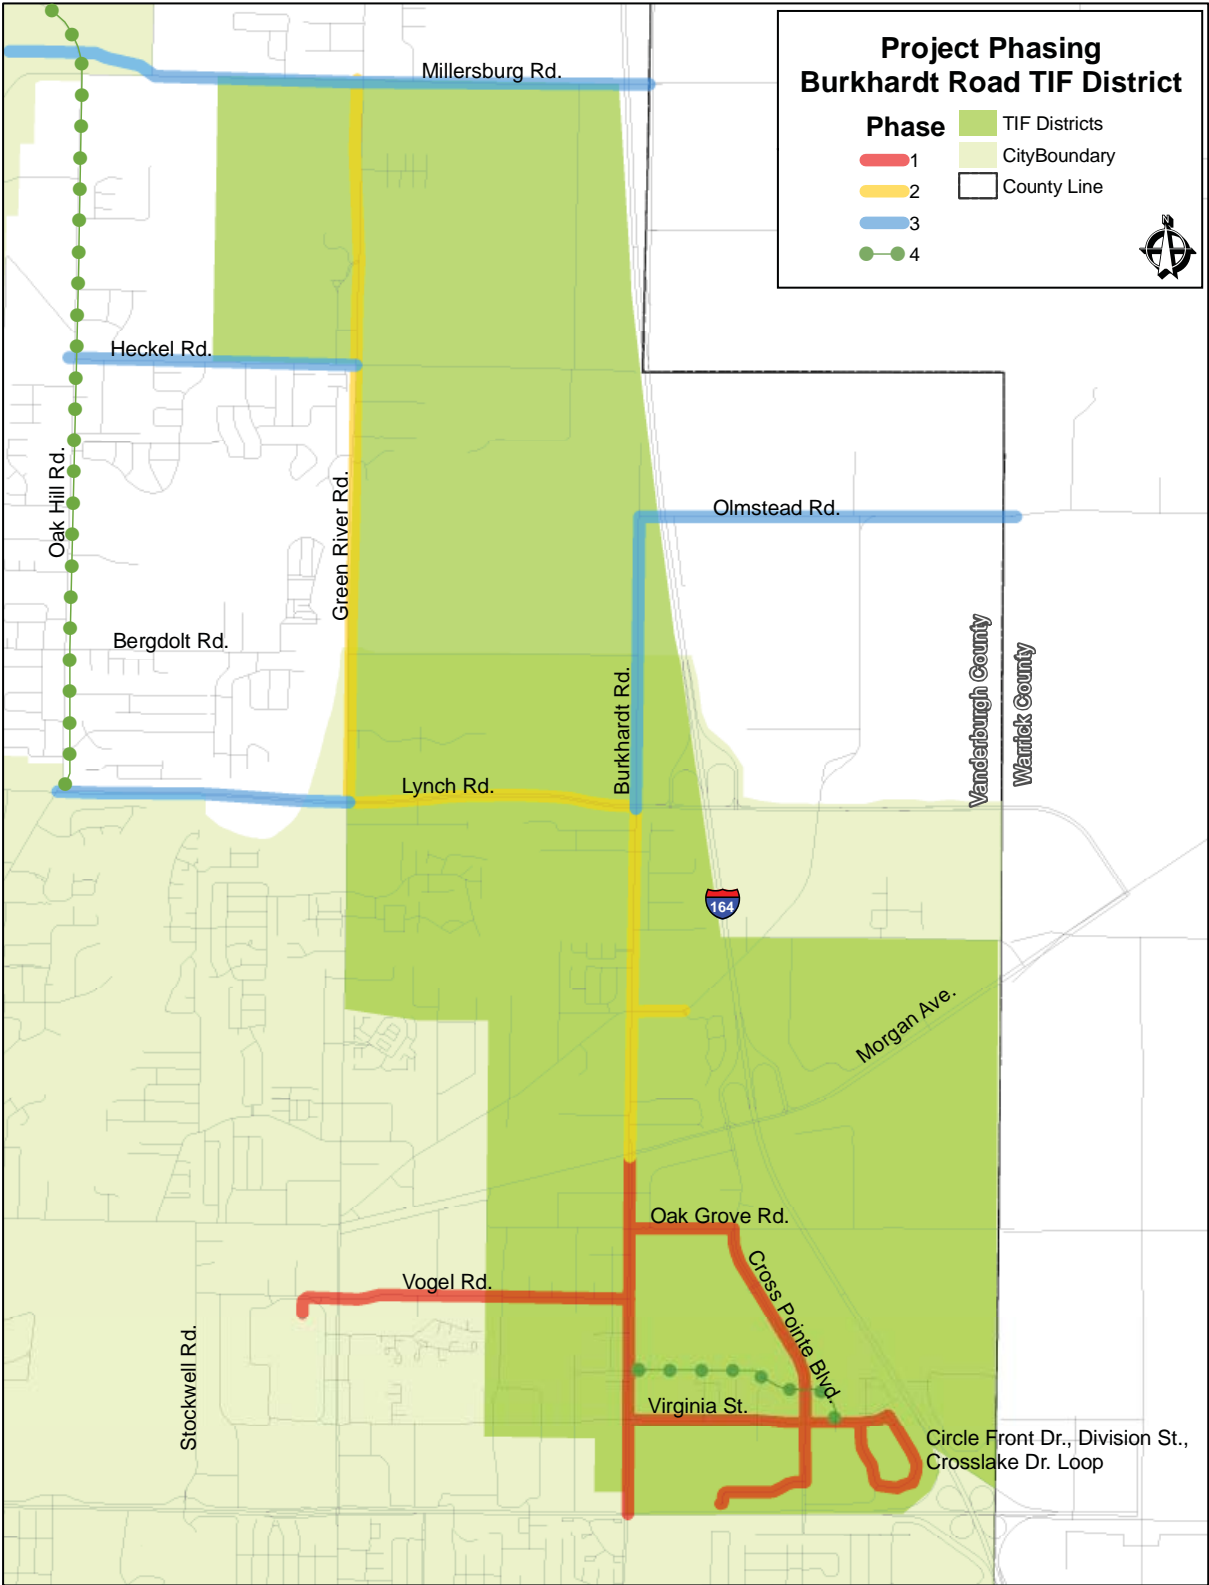 Project Phasing
Burkhardt Road TIF District
Phase
1
2
3
4
TIF Districts
CityBoundary
County Line
N
Millersburg Rd.
Heckel Rd.
Oak Hill Rd.
Green River Rd.
Olmstead Rd.
Bergdolt Rd.
Burkhardt Rd.
Vanderburgh County
Warrick County
Lynch Rd.
164
Morgan Ave.
Oak Grove Rd.
Cross Pointe Blvd.
Vogel Rd.
Stockwell Rd.
Virginia St.
Circle Front Dr., Division St.,
Crosslake Dr. Loop